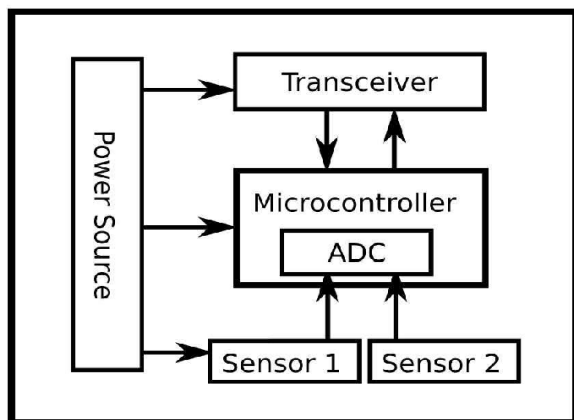 Transceiver
Power Source
Microcontroller
ADC
Sensor 1
Sensor 2